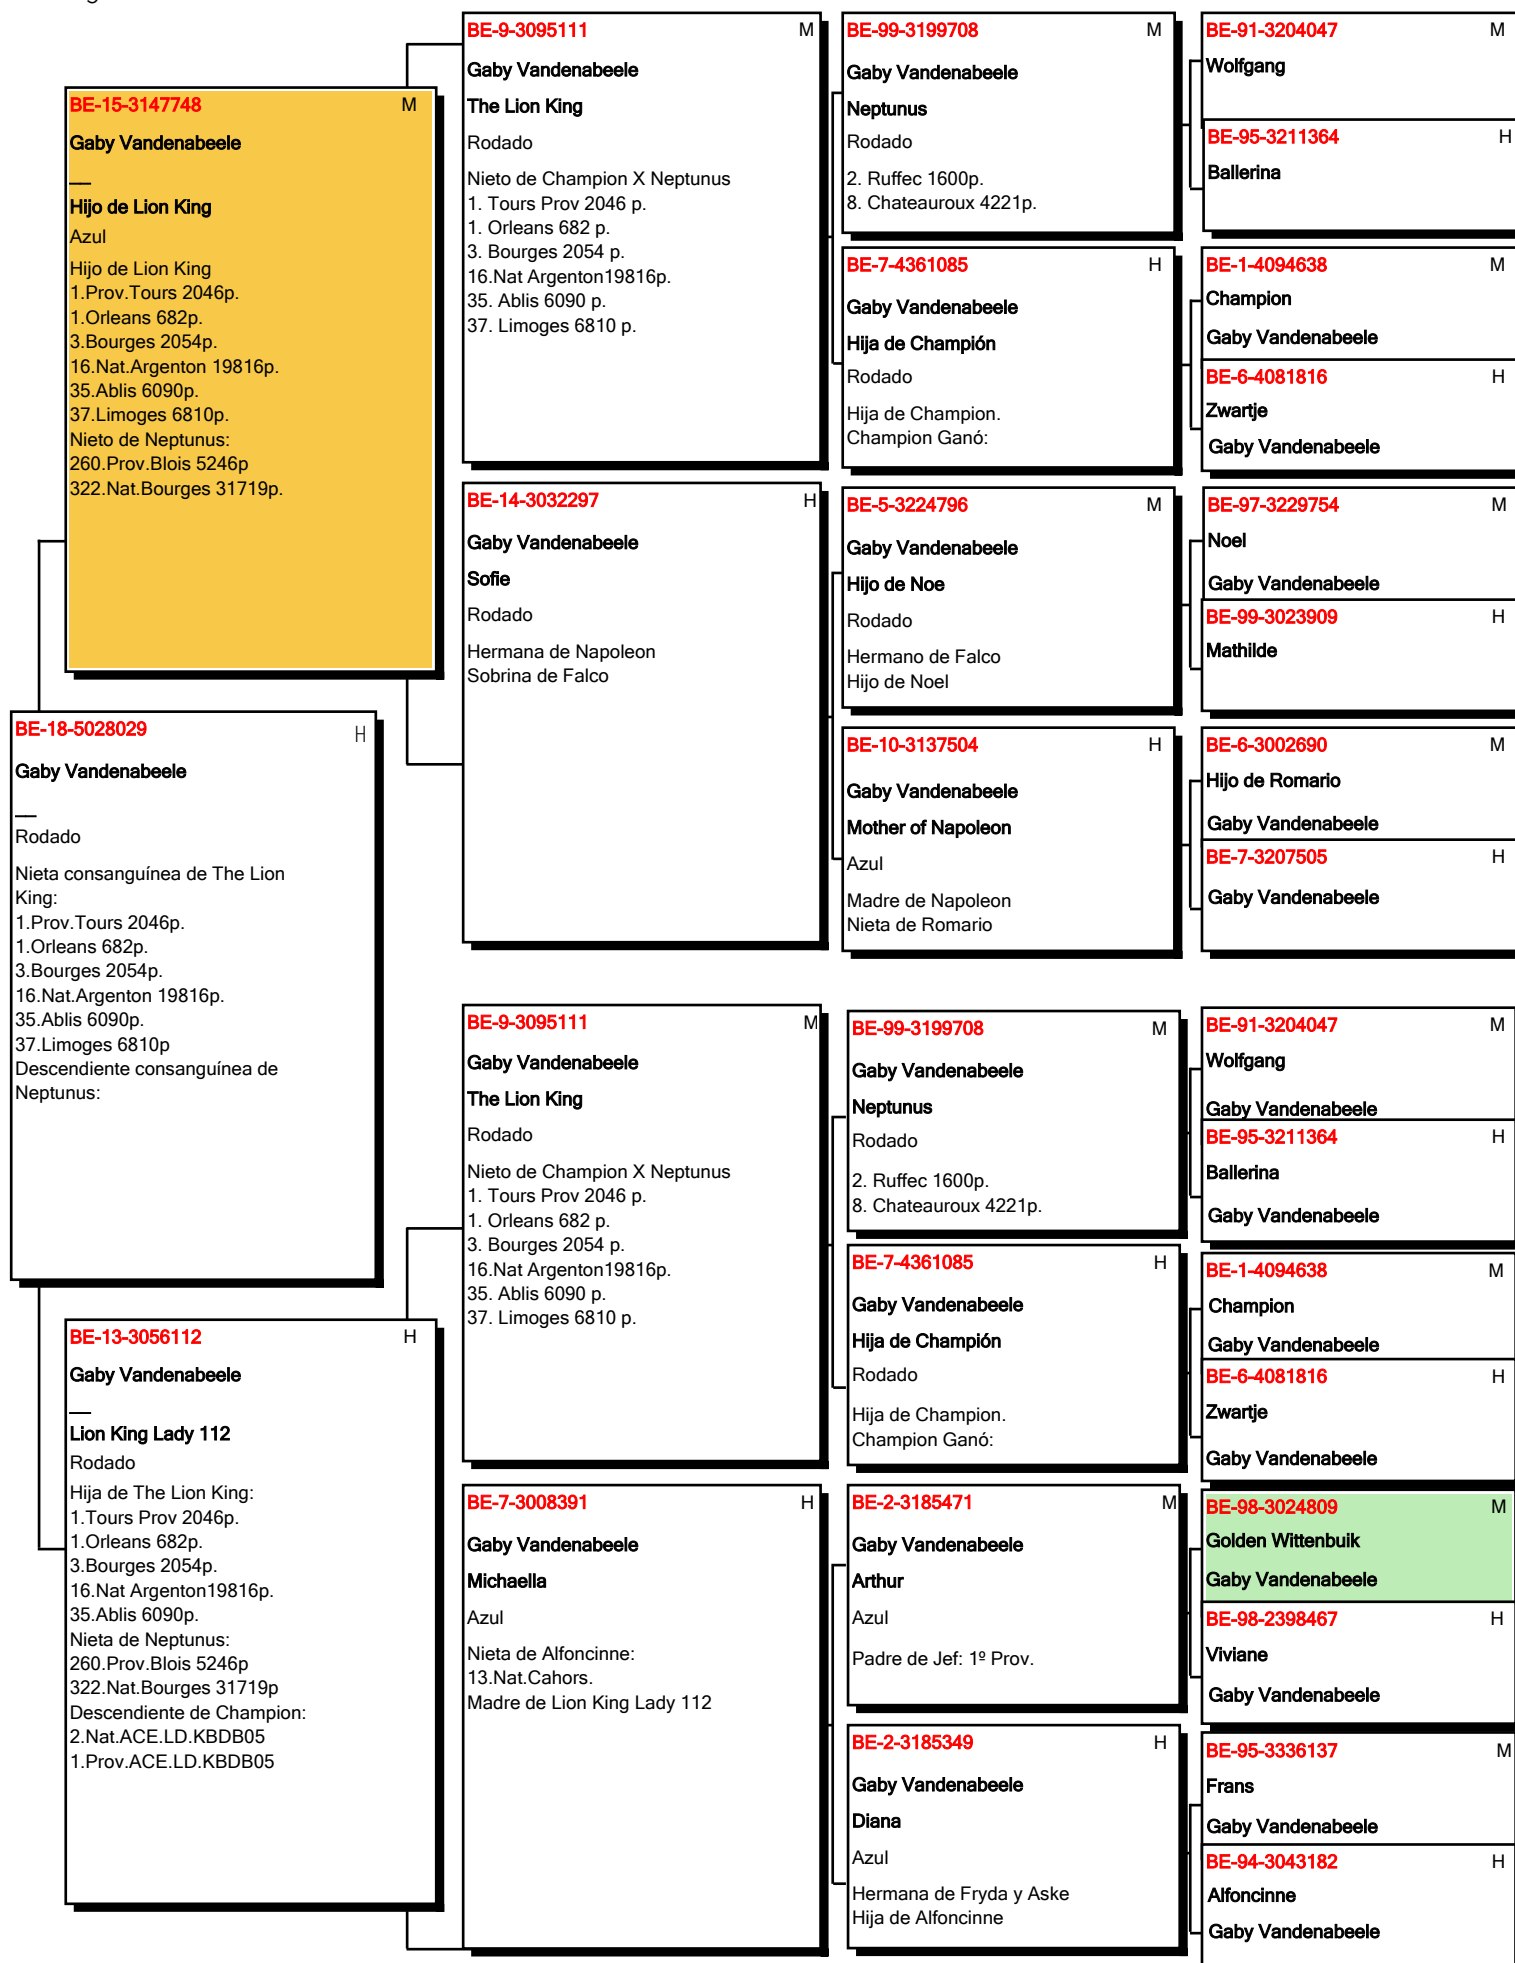 BE-18-5028029 H
Gaby Vandenabeele
__
Rodado
Nieta consanguínea de The Lion
King:
1.Prov.Tours 2046p.
1.Orleans 682p.
3.Bourges 2054p.
16.Nat.Argenton 19816p.
35.Ablis 6090p.
37.Limoges 6810p
Descendiente consanguínea de
Neptunus:
BE-15-3147748 M
Gaby Vandenabeele
__
Hijo de Lion King
Azul
Hijo de Lion King
1.Prov.Tours 2046p.
1.Orleans 682p.
3.Bourges 2054p.
16.Nat.Argenton 19816p.
35.Ablis 6090p.
37.Limoges 6810p.
Nieto de Neptunus:
260.Prov.Blois 5246p
322.Nat.Bourges 31719p.
BE-13-3056112 H
Gaby Vandenabeele
__
Lion King Lady 112
Rodado
Hija de The Lion King:
1.Tours Prov 2046p.
1.Orleans 682p.
3.Bourges 2054p.
16.Nat Argenton19816p.
35.Ablis 6090p.
Nieta de Neptunus:
260.Prov.Blois 5246p
322.Nat.Bourges 31719p
Descendiente de Champion:
2.Nat.ACE.LD.KBDB05
1.Prov.ACE.LD.KBDB05
BE-9-3095111 M
Gaby Vandenabeele
The Lion King
Rodado
Nieto de Champion X Neptunus
1. Tours Prov 2046 p.
1. Orleans 682 p.
3. Bourges 2054 p.
16.Nat Argenton19816p.
35. Ablis 6090 p.
37. Limoges 6810 p.
BE-14-3032297 H
Gaby Vandenabeele
Sofie
Rodado
Hermana de Napoleon
Sobrina de Falco
BE-9-3095111 M
Gaby Vandenabeele
The Lion King
Rodado
Nieto de Champion X Neptunus
1. Tours Prov 2046 p.
1. Orleans 682 p.
3. Bourges 2054 p.
16.Nat Argenton19816p.
35. Ablis 6090 p.
37. Limoges 6810 p.
BE-7-3008391 H
Gaby Vandenabeele
Michaella
Azul
Nieta de Alfoncinne:
13.Nat.Cahors.
Madre de Lion King Lady 112
BE-99-3199708 M
Gaby Vandenabeele
Neptunus
Rodado
2. Ruffec 1600p.
8. Chateauroux 4221p.
BE-7-4361085 H
Gaby Vandenabeele
Hija de Champión
Rodado
Hija de Champion.
Champion Ganó:
BE-5-3224796 M
Gaby Vandenabeele
Hijo de Noe
Rodado
Hermano de Falco
Hijo de Noel
BE-10-3137504 H
Gaby Vandenabeele
Mother of Napoleon
Azul
Madre de Napoleon
Nieta de Romario
BE-99-3199708 M
Gaby Vandenabeele
Neptunus
Rodado
2. Ruffec 1600p.
8. Chateauroux 4221p.
BE-7-4361085 H
Gaby Vandenabeele
Hija de Champión
Rodado
Hija de Champion.
Champion Ganó:
BE-2-3185471 M
Gaby Vandenabeele
Arthur
Azul
Padre de Jef: 1º Prov.
BE-2-3185349 H
Gaby Vandenabeele
Diana
Azul
Hermana de Fryda y Aske
Hija de Alfoncinne
BE-91-3204047 M
Wolfgang
BE-95-3211364 H
Ballerina
BE-1-4094638 M
Champion
Gaby Vandenabeele
BE-6-4081816 H
Zwartje
Gaby Vandenabeele
BE-97-3229754 M
Noel
Gaby Vandenabeele
BE-99-3023909 H
Mathilde
BE-6-3002690 M
Hijo de Romario
Gaby Vandenabeele
BE-7-3207505 H
Gaby Vandenabeele
BE-91-3204047 M
Wolfgang
Gaby Vandenabeele
BE-95-3211364 H
Ballerina
Gaby Vandenabeele
BE-1-4094638 M
Champion
Gaby Vandenabeele
BE-6-4081816 H
Zwartje
Gaby Vandenabeele
BE-98-3024809 M
Golden Wittenbuik
Gaby Vandenabeele
BE-98-2398467 H
Viviane
Gaby Vandenabeele
BE-95-3336137 M
Frans
Gaby Vandenabeele
BE-94-3043182 H
Alfoncinne
Gaby Vandenabeele